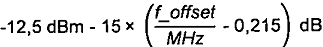 -12,5 dBm - 15 × (f_offset/MHz - 0,215) dB